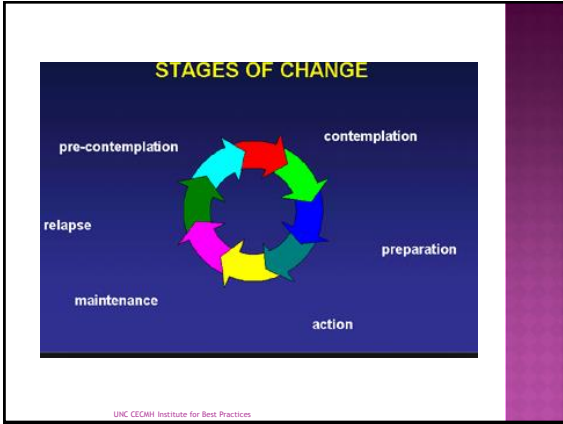 STAGES OF CHANGE
contemplation
pre-contemplation
relapse
preparation
maintenance
action
UNC CECMH Institute for Best Practices